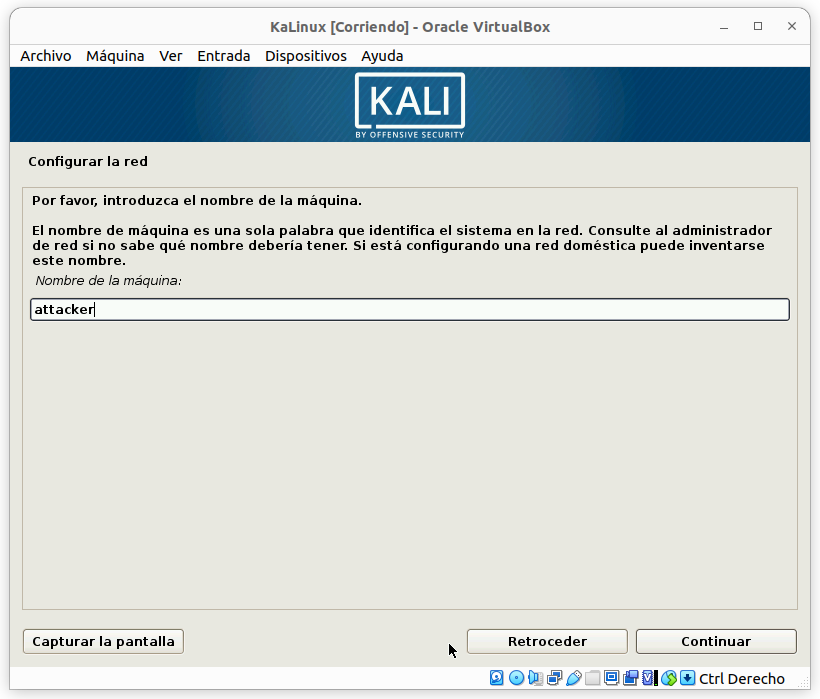 KaLinux [Corriendo] - Oracle VirtualBox
Archivo Máquina Ver Entrada Dispositivos Ayuda
KALI
BY OFFENSIVE SECURITY
Configurar la red
Por favor, introduzca el nombre de la máquina.
El nombre de máquina es una sola palabra que identifica el sistema en la red. Consulte al administrador
de red si no sabe qué nombre debería tener. Si está configurando una red doméstica puede inventarse
este nombre.
Nombre de la máquina:
attacker
Capturar la pantalla Retroceder Continuar
Ctrl Derecho